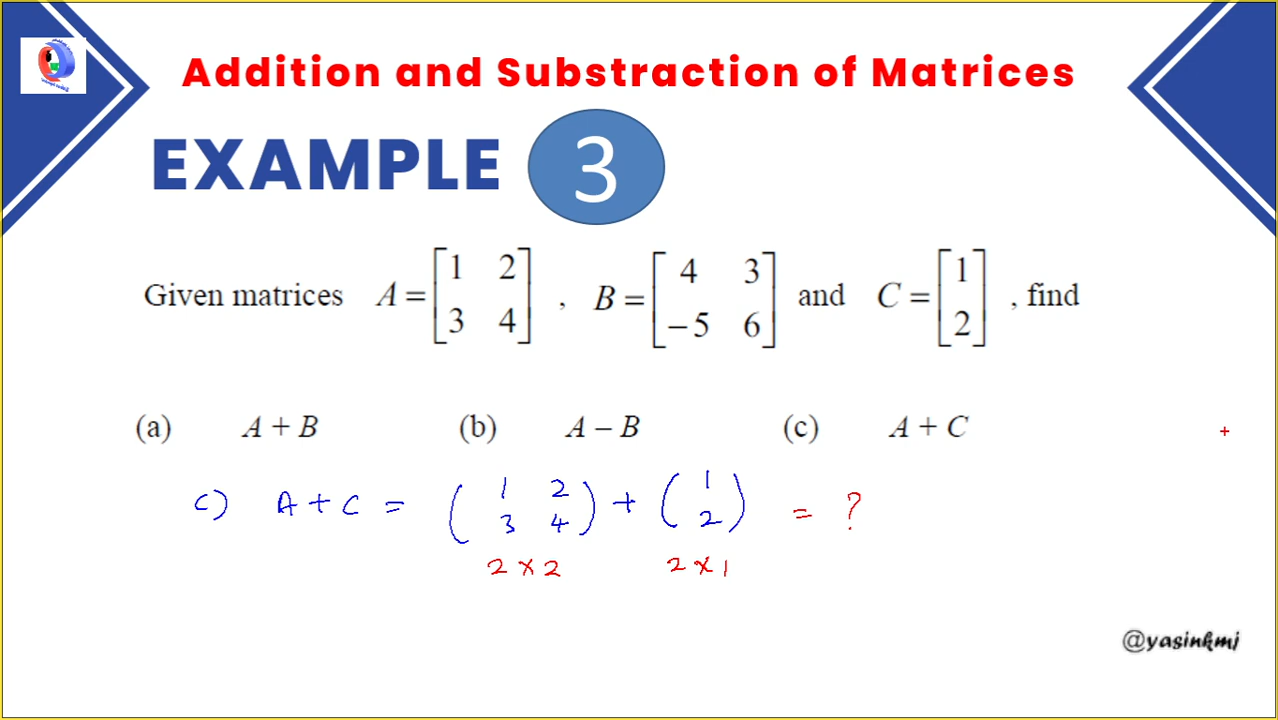 Addition and Substraction of Matrices
EXAMPLE 3
Given matrices A = [1 2; 3 4] , B = [4 3; −5 6] and C = [1; 2] , find
(a) A + B (b) A − B (c) A + C
c) A + C = (1 2; 3 4) + (1; 2) = ?
2 × 2 2 × 1
@yasinkmj